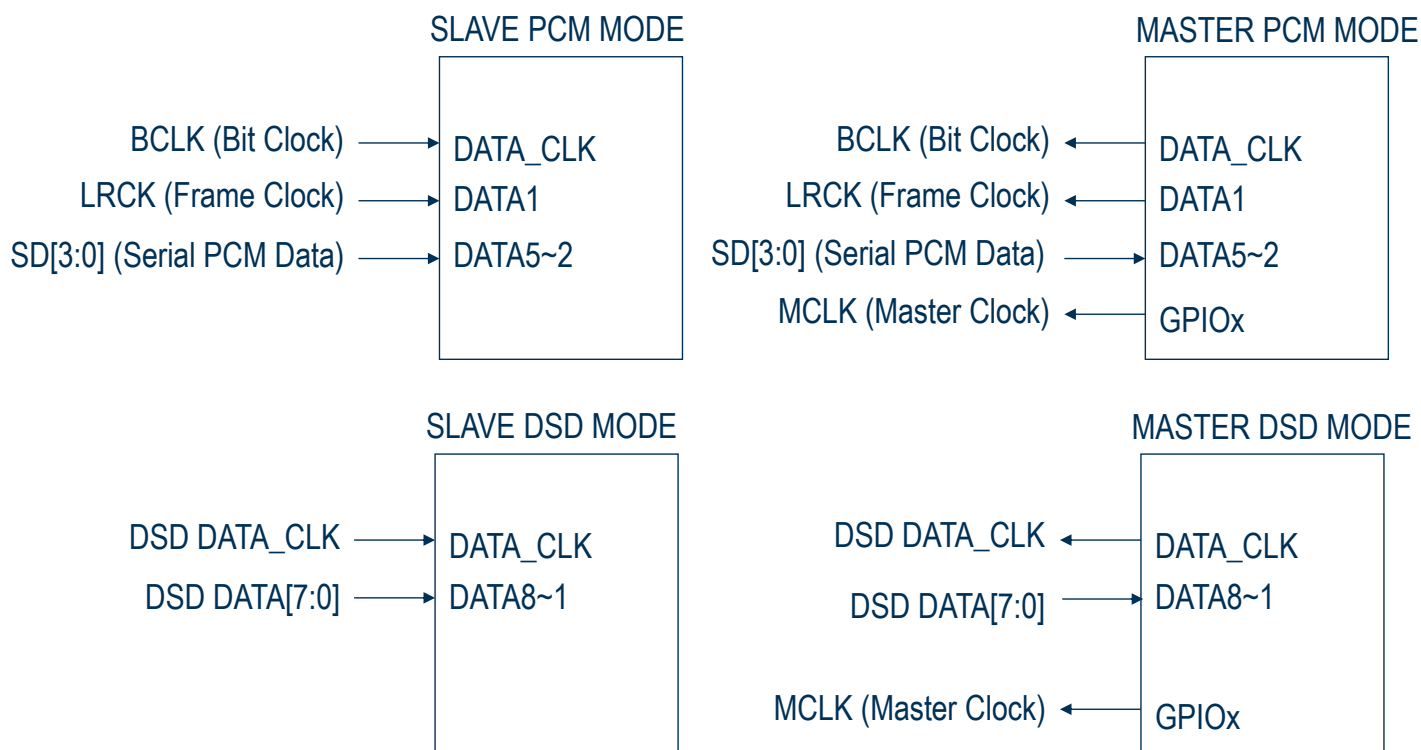 SLAVE PCM MODE
BCLK (Bit Clock)
DATA_CLK
LRCK (Frame Clock)
DATA1
SD[3:0] (Serial PCM Data)
DATA5~2
MASTER PCM MODE
BCLK (Bit Clock)
DATA_CLK
LRCK (Frame Clock)
DATA1
SD[3:0] (Serial PCM Data)
DATA5~2
MCLK (Master Clock)
GPIOx
SLAVE DSD MODE
DSD DATA_CLK
DATA_CLK
DSD DATA[7:0]
DATA8~1
MASTER DSD MODE
DSD DATA_CLK
DATA_CLK
DSD DATA[7:0]
DATA8~1
MCLK (Master Clock)
GPIOx